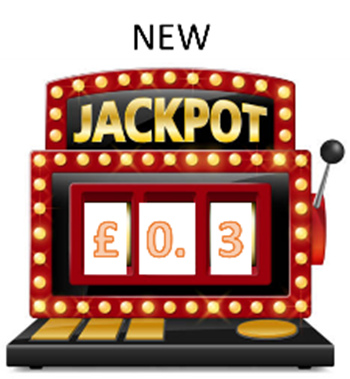 NEW
JACKPOT
£ 0. 3